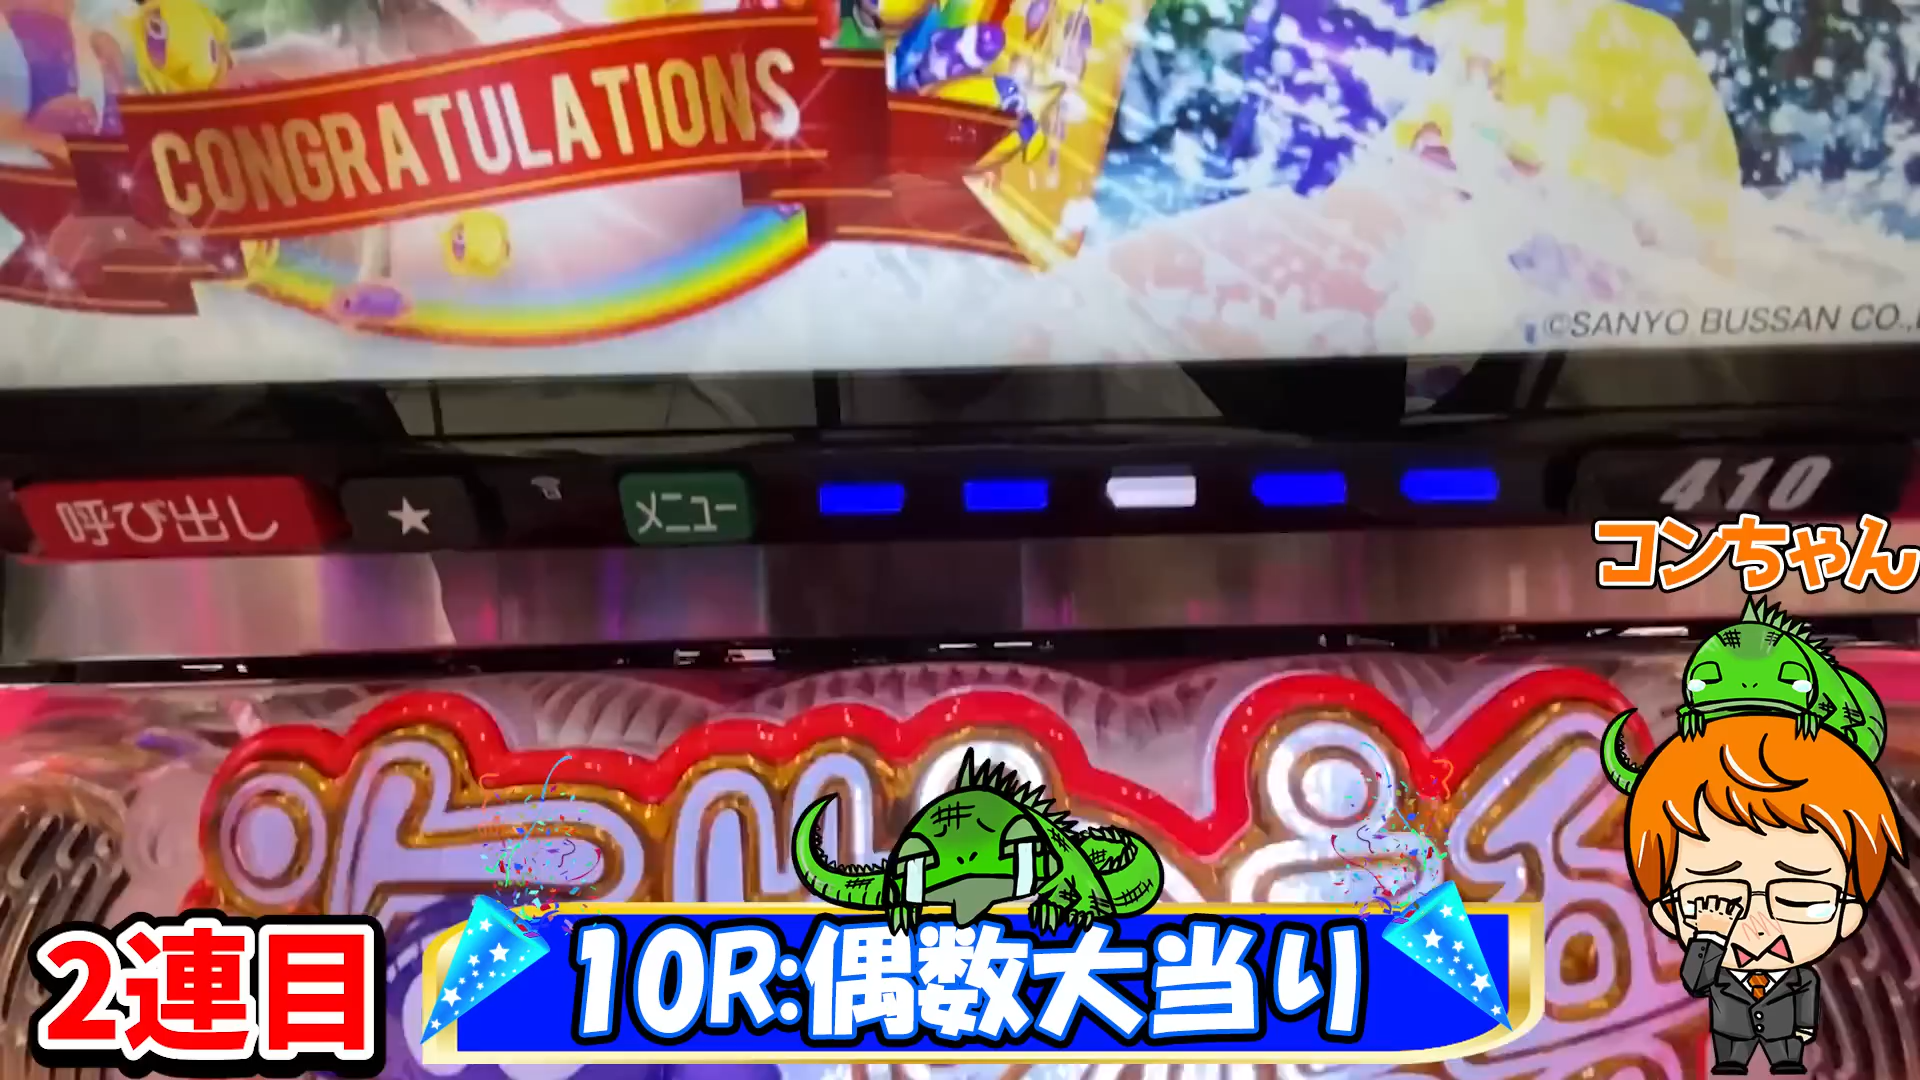 CONGRATULATIONS
©SANYO BUSSAN CO.,
呼び出し
★
メニュー
410
コンちゃん
2連目
10R:偶数大当り